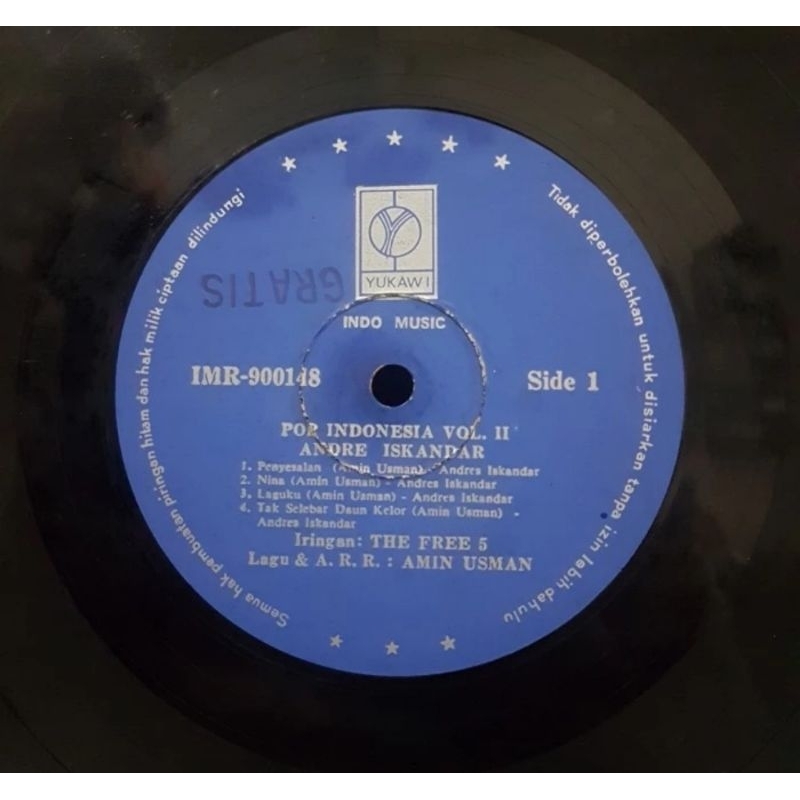 Semua hak pembuatan piringan hitam dan hak milik ciptaan dilindungi
Tidak diperbolehkan untuk disiarkan tanpa izin lebih dahulu
YUKAWI
GRATIS
INDO MUSIC
IMR-900148
Side 1
POP INDONESIA VOL. II
ANDRE ISKANDAR
1. Penyesalan (Amin Usman) - Andres Iskandar
2. Nina (Amin Usman) - Andres Iskandar
3. Laguku (Amin Usman) - Andres Iskandar
4. Tak Selebar Daun Kelor (Amin Usman) -
Andres Iskandar
Iringan: THE FREE 5
Lagu & A. R. R. : AMIN USMAN